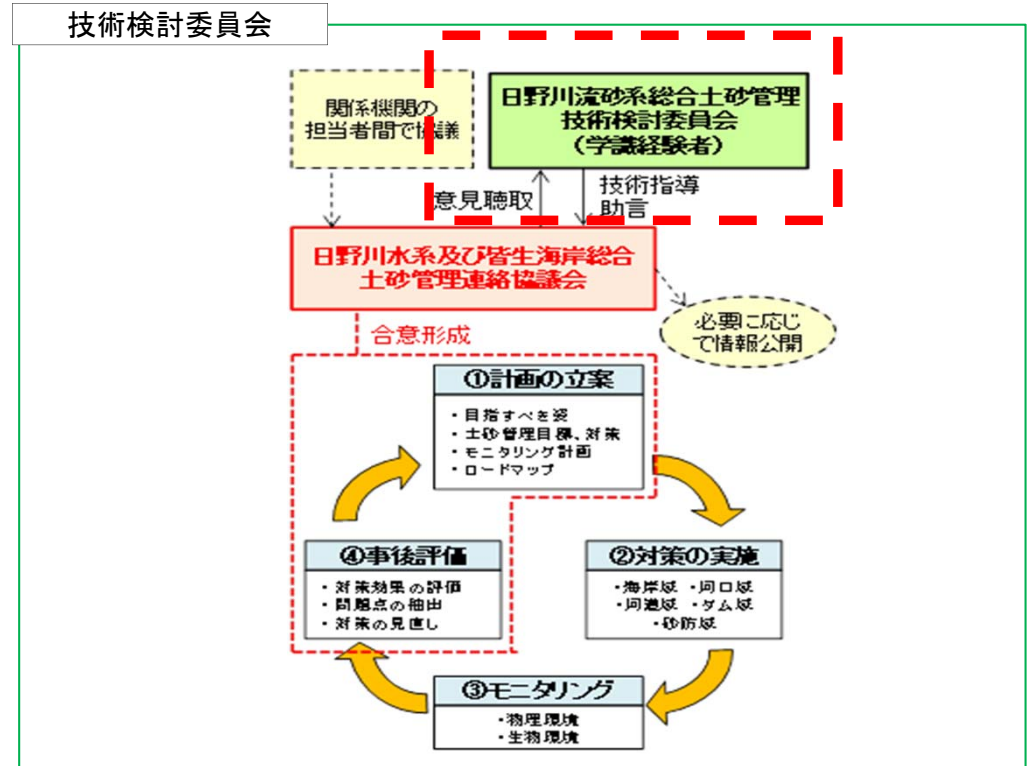 技術検討委員会
関係機関の
担当者間で協議
日野川流砂系総合土砂管理
技術検討委員会
（学識経験者）
意見聴取
技術指導
助言
日野川水系及び皆生海岸総合
土砂管理連絡協議会
合意形成
必要に応じ
て情報公開
①計画の立案
・目指すべき姿
・土砂管理目標、対策
・モニタリング計画
・ロードマップ
④事後評価
・対策効果の評価
・問題点の抽出
・対策の見直し
②対策の実施
・海岸域 ・河口域
・河道域 ・ダム域
・砂防域
③モニタリング
・物理環境
・生物環境